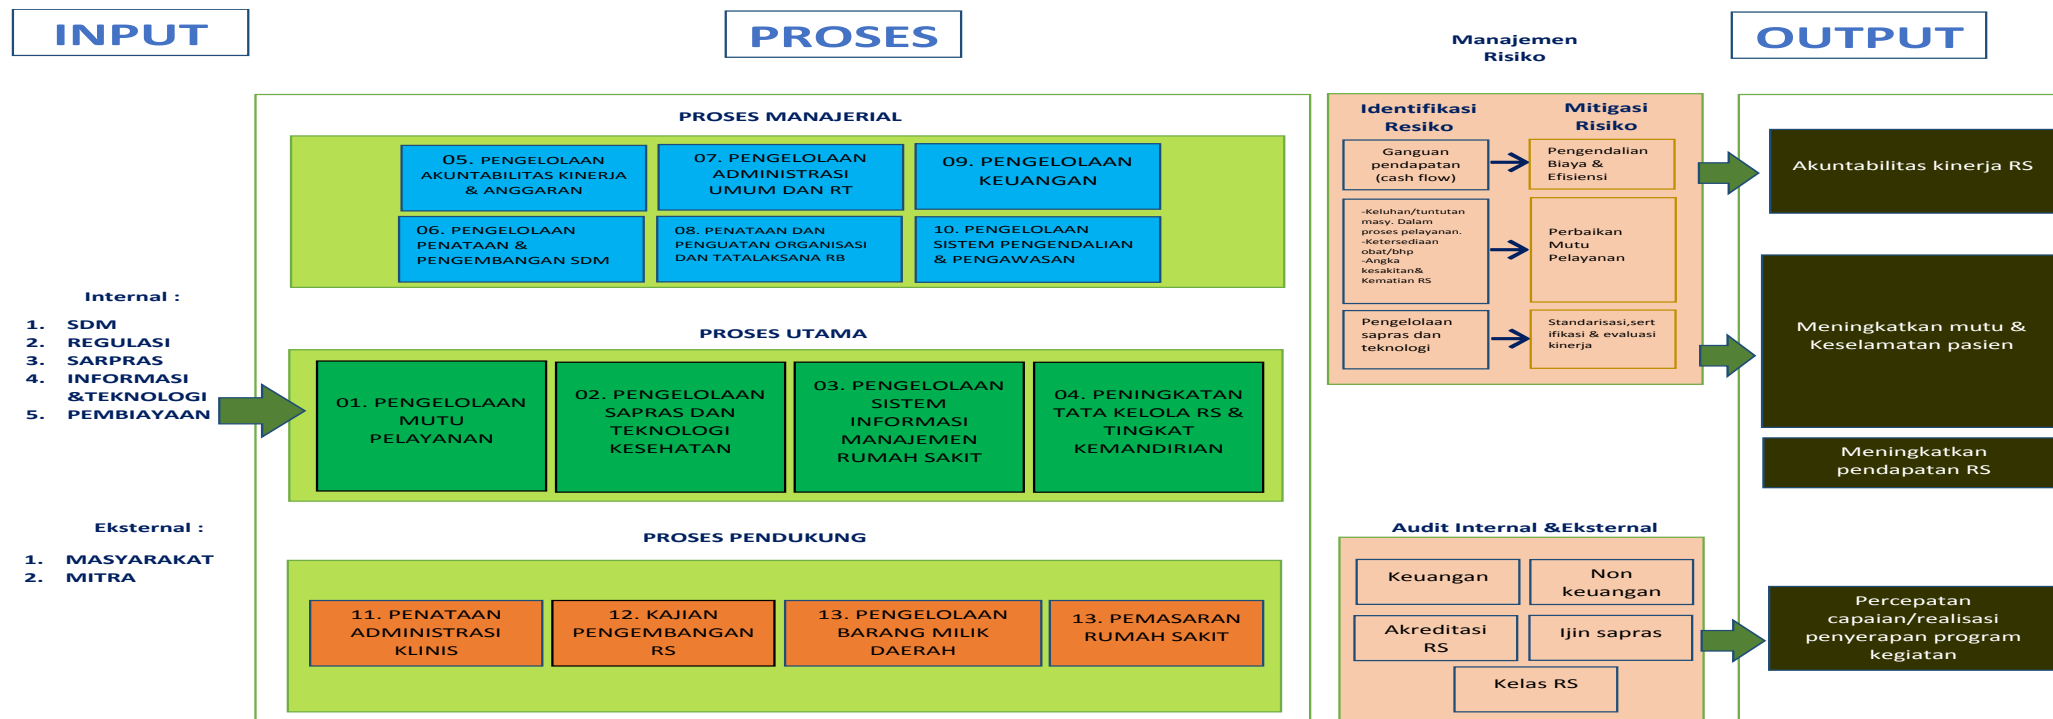 INPUT
PROSES
Manajemen
Risiko
OUTPUT
Internal :
1. SDM
2. REGULASI
3. SARPRAS
4. INFORMASI
&TEKNOLOGI
5. PEMBIAYAAN
Eksternal :
1. MASYARAKAT
2. MITRA
PROSES MANAJERIAL
05. PENGELOLAAN
AKUNTABILITAS KINERJA
& ANGGARAN
07. PENGELOLAAN
ADMINISTRASI
UMUM DAN RT
09. PENGELOLAAN
KEUANGAN
06. PENGELOLAAN
PENATAAN &
PENGEMBANGAN SDM
08. PENATAAN DAN
PENGUATAN ORGANISASI
DAN TATALAKSANA RB
10. PENGELOLAAN
SISTEM PENGENDALIAN
& PENGAWASAN
PROSES UTAMA
01. PENGELOLAAN
MUTU
PELAYANAN
02. PENGELOLAAN
SAPRAS DAN
TEKNOLOGI
KESEHATAN
03. PENGELOLAAN
SISTEM
INFORMASI
MANAJEMEN
RUMAH SAKIT
04. PENINGKATAN
TATA KELOLA RS &
TINGKAT
KEMANDIRIAN
PROSES PENDUKUNG
11. PENATAAN
ADMINISTRASI
KLINIS
12. KAJIAN
PENGEMBANGAN
RS
13. PENGELOLAAN
BARANG MILIK
DAERAH
13. PEMASARAN
RUMAH SAKIT
Identifikasi
Resiko
Mitigasi
Risiko
Ganguan
pendapatan
(cash flow)
Pengendalian
Biaya &
Efisiensi
-Keluhan/tuntutan
masy. Dalam
proses pelayanan.
-Ketersediaan
obat/bhp
-Angka
kesakitan&
Kematian RS
Perbaikan
Mutu
Pelayanan
Pengelolaan
sapras dan
teknologi
Standarisasi,sert
ifikasi & evaluasi
kinerja
Audit Internal &Eksternal
Keuangan
Non
keuangan
Akreditasi
RS
Ijin sapras
Kelas RS
Akuntabilitas kinerja RS
Meningkatkan mutu &
Keselamatan pasien
Meningkatkan
pendapatan RS
Percepatan
capaian/realisasi
penyerapan program
kegiatan